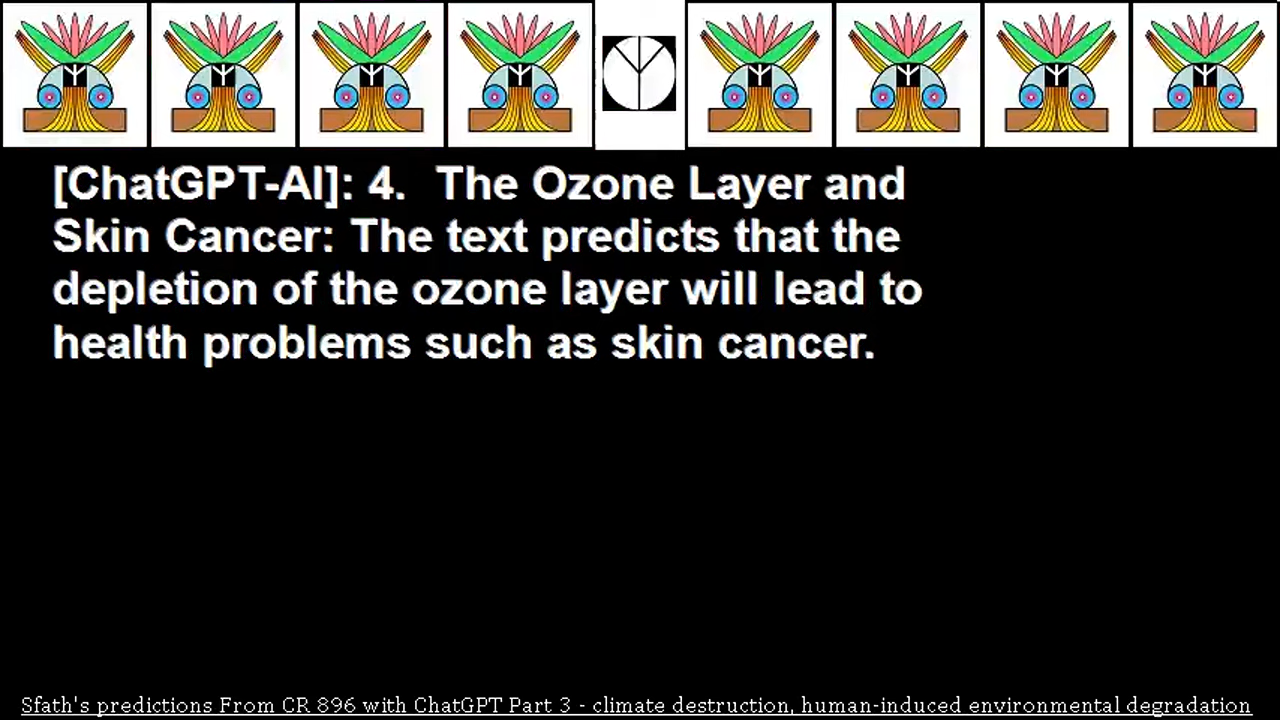 [ChatGPT-AI]: 4. The Ozone Layer and
Skin Cancer: The text predicts that the
depletion of the ozone layer will lead to
health problems such as skin cancer.
Sfath's predictions From CR 896 with ChatGPT Part 3 - climate destruction, human-induced environmental degradation